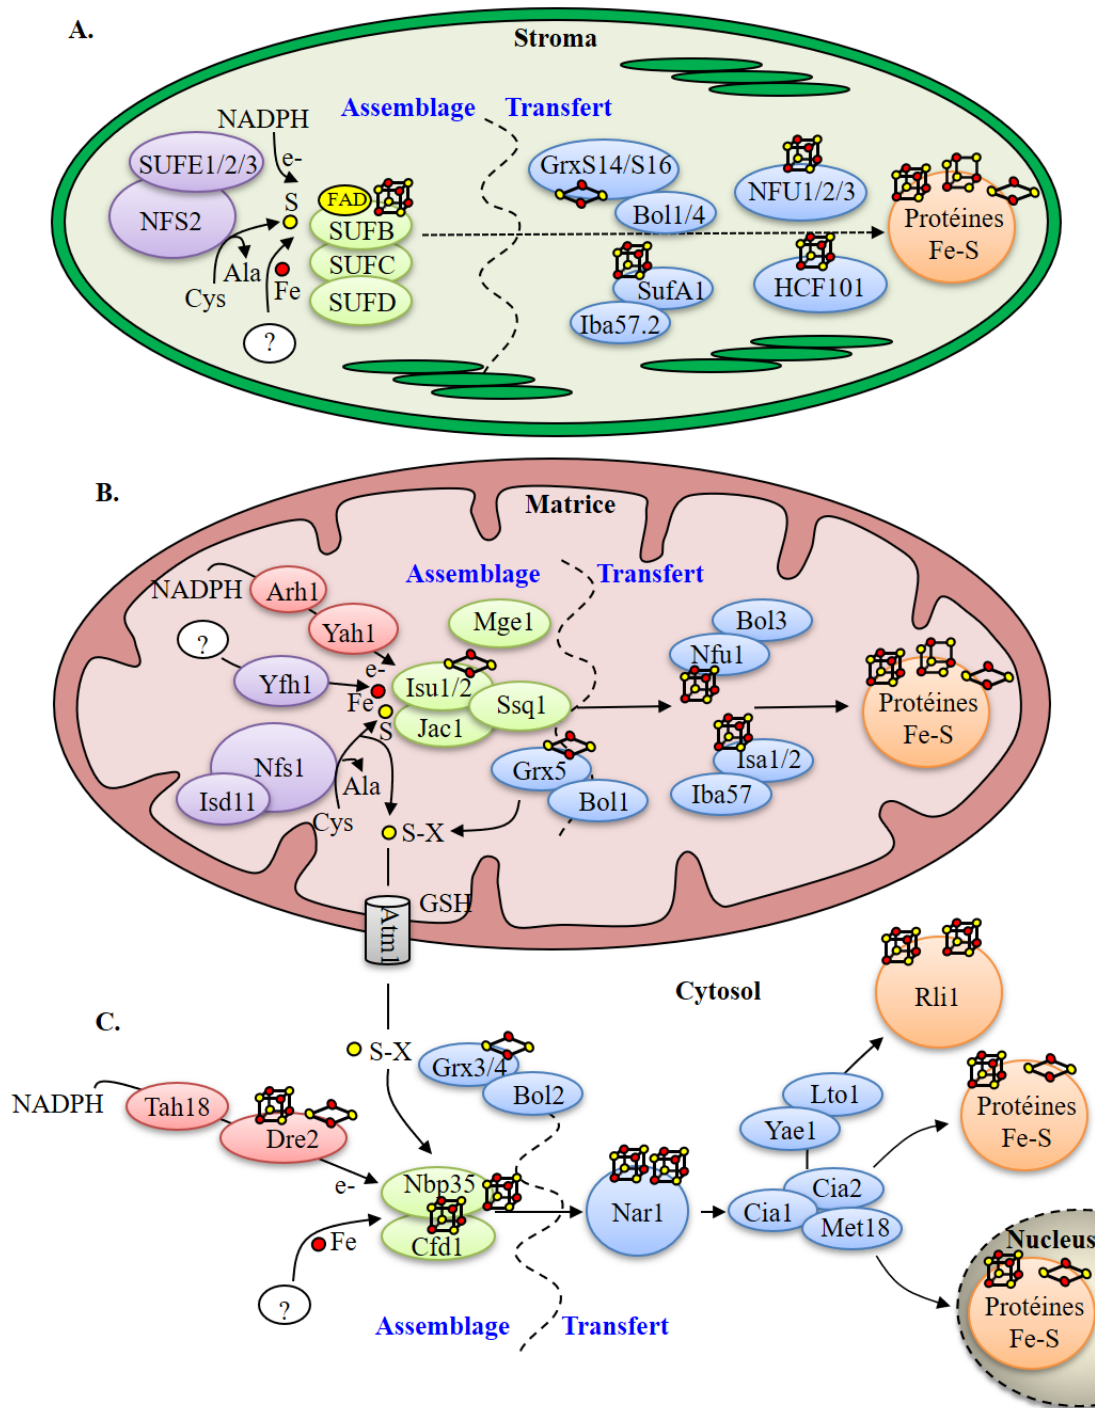 A.
Stroma
Assemblage
Transfert
NADPH
SUFE1/2/3
e-
NFS2
S
FAD
SUFB
SUFC
SUFD
Ala
Cys
Fe
?
GrxS14/S16
Bol1/4
NFU1/2/3
SufA1
Iba57.2
HCF101
Protéines
Fe-S
B.
Matrice
Assemblage
Transfert
NADPH
Arh1
Yah1
?
Yfh1
e-
Fe
S
Mge1
Isu1/2
Jac1
Ssq1
Nfs1
Isd11
Ala
Cys
S-X
Grx5
Bol1
Bol3
Nfu1
Isa1/2
Iba57
Protéines
Fe-S
GSH
Atm1
Cytosol
C.
S-X
Grx3/4
Bol2
NADPH
Tah18
Dre2
e-
Fe
?
Nbp35
Cfd1
Nar1
Rli1
Lto1
Yae1
Cia2
Cia1
Met18
Protéines
Fe-S
Nucleus
Protéines
Fe-S
Assemblage
Transfert